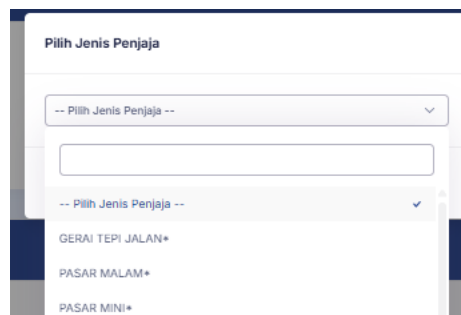 Pilih Jenis Penjaja
-- Pilih Jenis Penjaja --
-- Pilih Jenis Penjaja --
GERAI TEPI JALAN*
PASAR MALAM*
PASAR MINI*